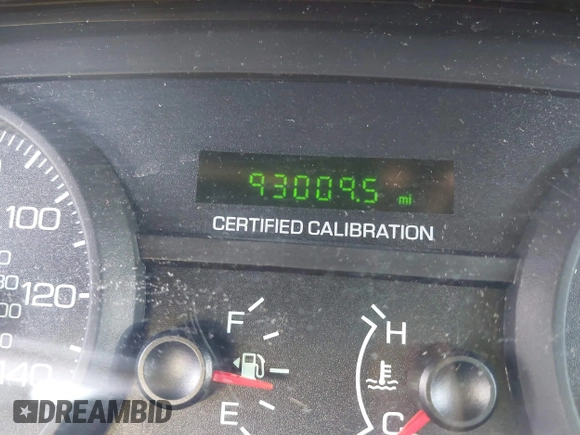 93009.5 mi
CERTIFIED CALIBRATION
100
120
140
F
E
H
C
DREAMBID